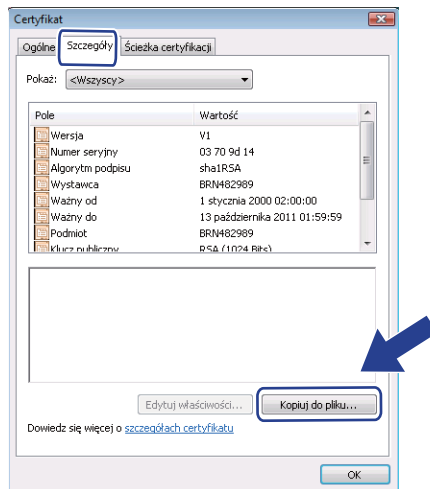 Certyfikat
Ogólne Szczegóły Ścieżka certyfikacji
Pokaż: <Wszyscy>
Pole Wartość
Wersja V1
Numer seryjny 03 70 9d 14
Algorytm podpisu sha1RSA
Wystawca BRN482989
Ważny od 1 stycznia 2000 02:00:00
Ważny do 13 października 2011 01:59:59
Podmiot BRN482989
Klucz publiczny RSA (1024 Bits)
Edytuj właściwości... Kopiuj do pliku...
Dowiedz się więcej o szczegółach certyfikatu
OK